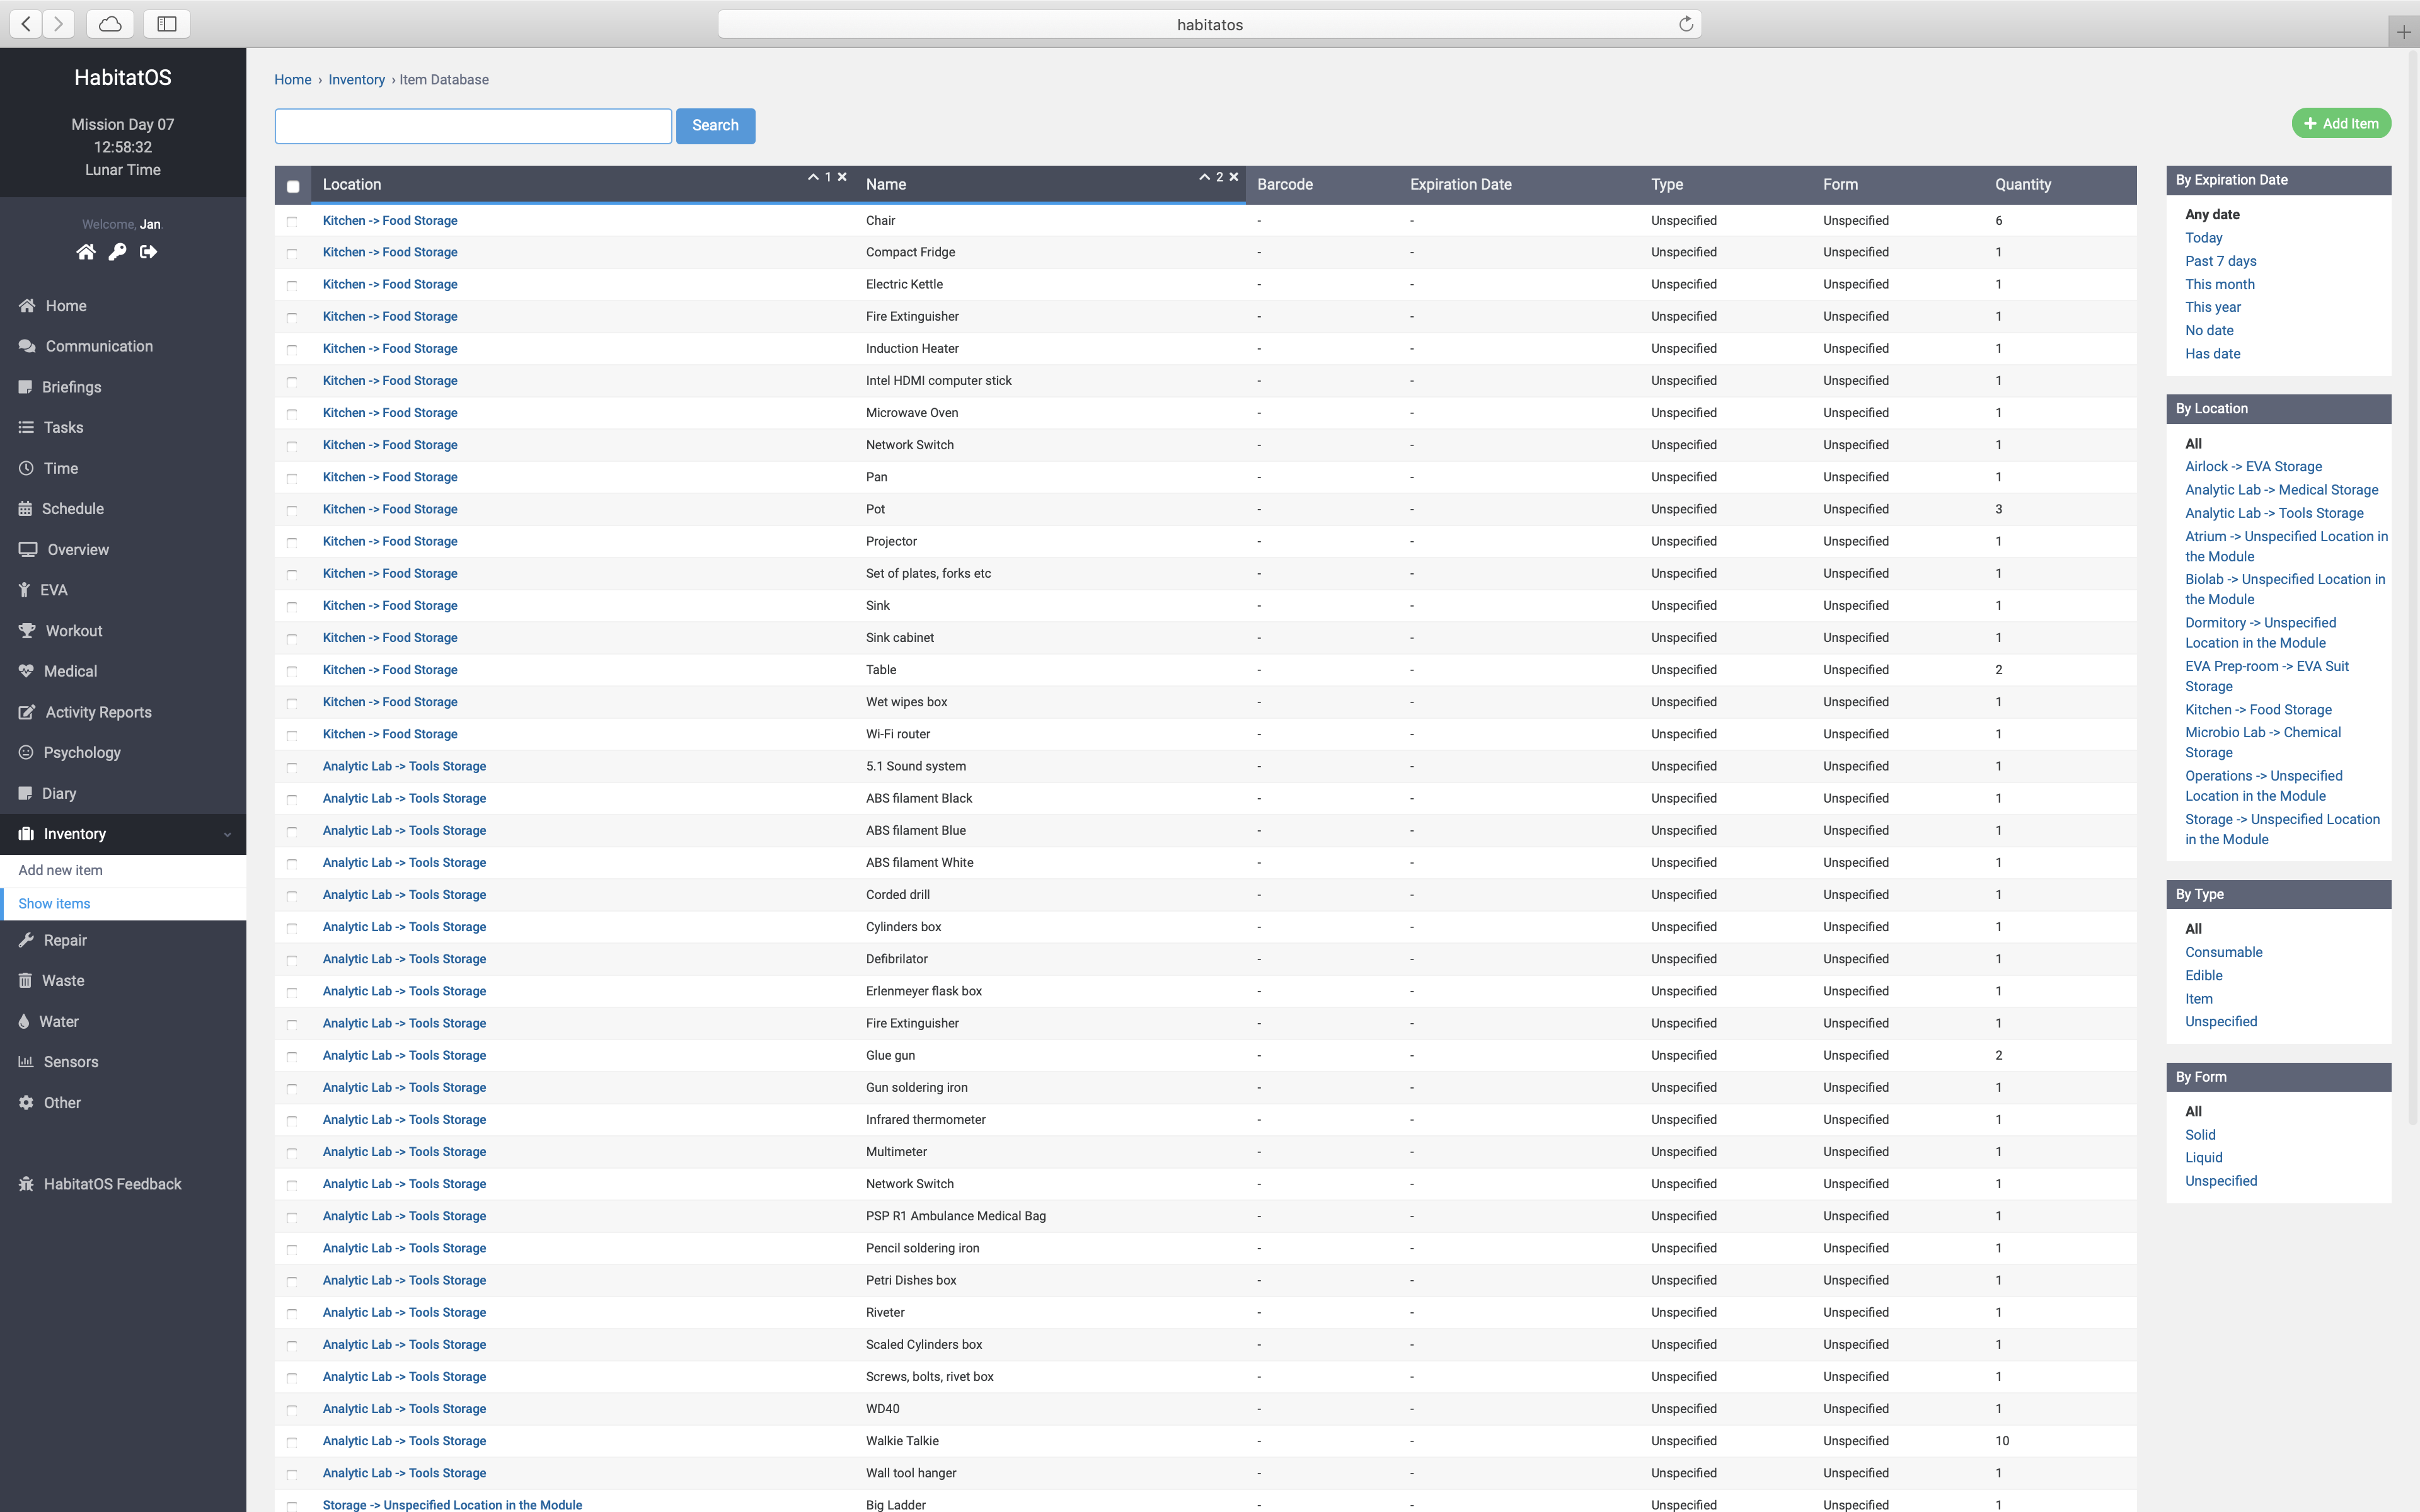 habitatos
HabitatOS
Mission Day 07
12:58:32
Lunar Time
Welcome, Jan.
Home
Communication
Briefings
Tasks
Time
Schedule
Overview
EVA
Workout
Medical
Activity Reports
Psychology
Diary
Inventory
Add new item
Show items
Repair
Waste
Water
Sensors
Other
HabitatOS Feedback
Home › Inventory › Item Database
Search
Add Item
Location 1 Name 2 Barcode Expiration Date Type Form Quantity
Kitchen -> Food Storage Chair - - Unspecified Unspecified 6
Kitchen -> Food Storage Compact Fridge - - Unspecified Unspecified 1
Kitchen -> Food Storage Electric Kettle - - Unspecified Unspecified 1
Kitchen -> Food Storage Fire Extinguisher - - Unspecified Unspecified 1
Kitchen -> Food Storage Induction Heater - - Unspecified Unspecified 1
Kitchen -> Food Storage Intel HDMI computer stick - - Unspecified Unspecified 1
Kitchen -> Food Storage Microwave Oven - - Unspecified Unspecified 1
Kitchen -> Food Storage Network Switch - - Unspecified Unspecified 1
Kitchen -> Food Storage Pan - - Unspecified Unspecified 1
Kitchen -> Food Storage Pot - - Unspecified Unspecified 3
Kitchen -> Food Storage Projector - - Unspecified Unspecified 1
Kitchen -> Food Storage Set of plates, forks etc - - Unspecified Unspecified 1
Kitchen -> Food Storage Sink - - Unspecified Unspecified 1
Kitchen -> Food Storage Sink cabinet - - Unspecified Unspecified 1
Kitchen -> Food Storage Table - - Unspecified Unspecified 2
Kitchen -> Food Storage Wet wipes box - - Unspecified Unspecified 1
Kitchen -> Food Storage Wi-Fi router - - Unspecified Unspecified 1
Analytic Lab -> Tools Storage 5.1 Sound system - - Unspecified Unspecified 1
Analytic Lab -> Tools Storage ABS filament Black - - Unspecified Unspecified 1
Analytic Lab -> Tools Storage ABS filament Blue - - Unspecified Unspecified 1
Analytic Lab -> Tools Storage ABS filament White - - Unspecified Unspecified 1
Analytic Lab -> Tools Storage Corded drill - - Unspecified Unspecified 1
Analytic Lab -> Tools Storage Cylinders box - - Unspecified Unspecified 1
Analytic Lab -> Tools Storage Defibrilator - - Unspecified Unspecified 1
Analytic Lab -> Tools Storage Erlenmeyer flask box - - Unspecified Unspecified 1
Analytic Lab -> Tools Storage Fire Extinguisher - - Unspecified Unspecified 1
Analytic Lab -> Tools Storage Glue gun - - Unspecified Unspecified 2
Analytic Lab -> Tools Storage Gun soldering iron - - Unspecified Unspecified 1
Analytic Lab -> Tools Storage Infrared thermometer - - Unspecified Unspecified 1
Analytic Lab -> Tools Storage Multimeter - - Unspecified Unspecified 1
Analytic Lab -> Tools Storage Network Switch - - Unspecified Unspecified 1
Analytic Lab -> Tools Storage PSP R1 Ambulance Medical Bag - - Unspecified Unspecified 1
Analytic Lab -> Tools Storage Pencil soldering iron - - Unspecified Unspecified 1
Analytic Lab -> Tools Storage Petri Dishes box - - Unspecified Unspecified 1
Analytic Lab -> Tools Storage Riveter - - Unspecified Unspecified 1
Analytic Lab -> Tools Storage Scaled Cylinders box - - Unspecified Unspecified 1
Analytic Lab -> Tools Storage Screws, bolts, rivet box - - Unspecified Unspecified 1
Analytic Lab -> Tools Storage WD40 - - Unspecified Unspecified 1
Analytic Lab -> Tools Storage Walkie Talkie - - Unspecified Unspecified 10
Analytic Lab -> Tools Storage Wall tool hanger - - Unspecified Unspecified 1
Storage -> Unspecified Location in the Module Big Ladder - - Unspecified Unspecified 1
By Expiration Date
Any date
Today
Past 7 days
This month
This year
No date
Has date
By Location
All
Airlock -> EVA Storage
Analytic Lab -> Medical Storage
Analytic Lab -> Tools Storage
Atrium -> Unspecified Location in
the Module
Biolab -> Unspecified Location in
the Module
Dormitory -> Unspecified
Location in the Module
EVA Prep-room -> EVA Suit
Storage
Kitchen -> Food Storage
Microbio Lab -> Chemical
Storage
Operations -> Unspecified
Location in the Module
Storage -> Unspecified Location
in the Module
By Type
All
Consumable
Edible
Item
Unspecified
By Form
All
Solid
Liquid
Unspecified